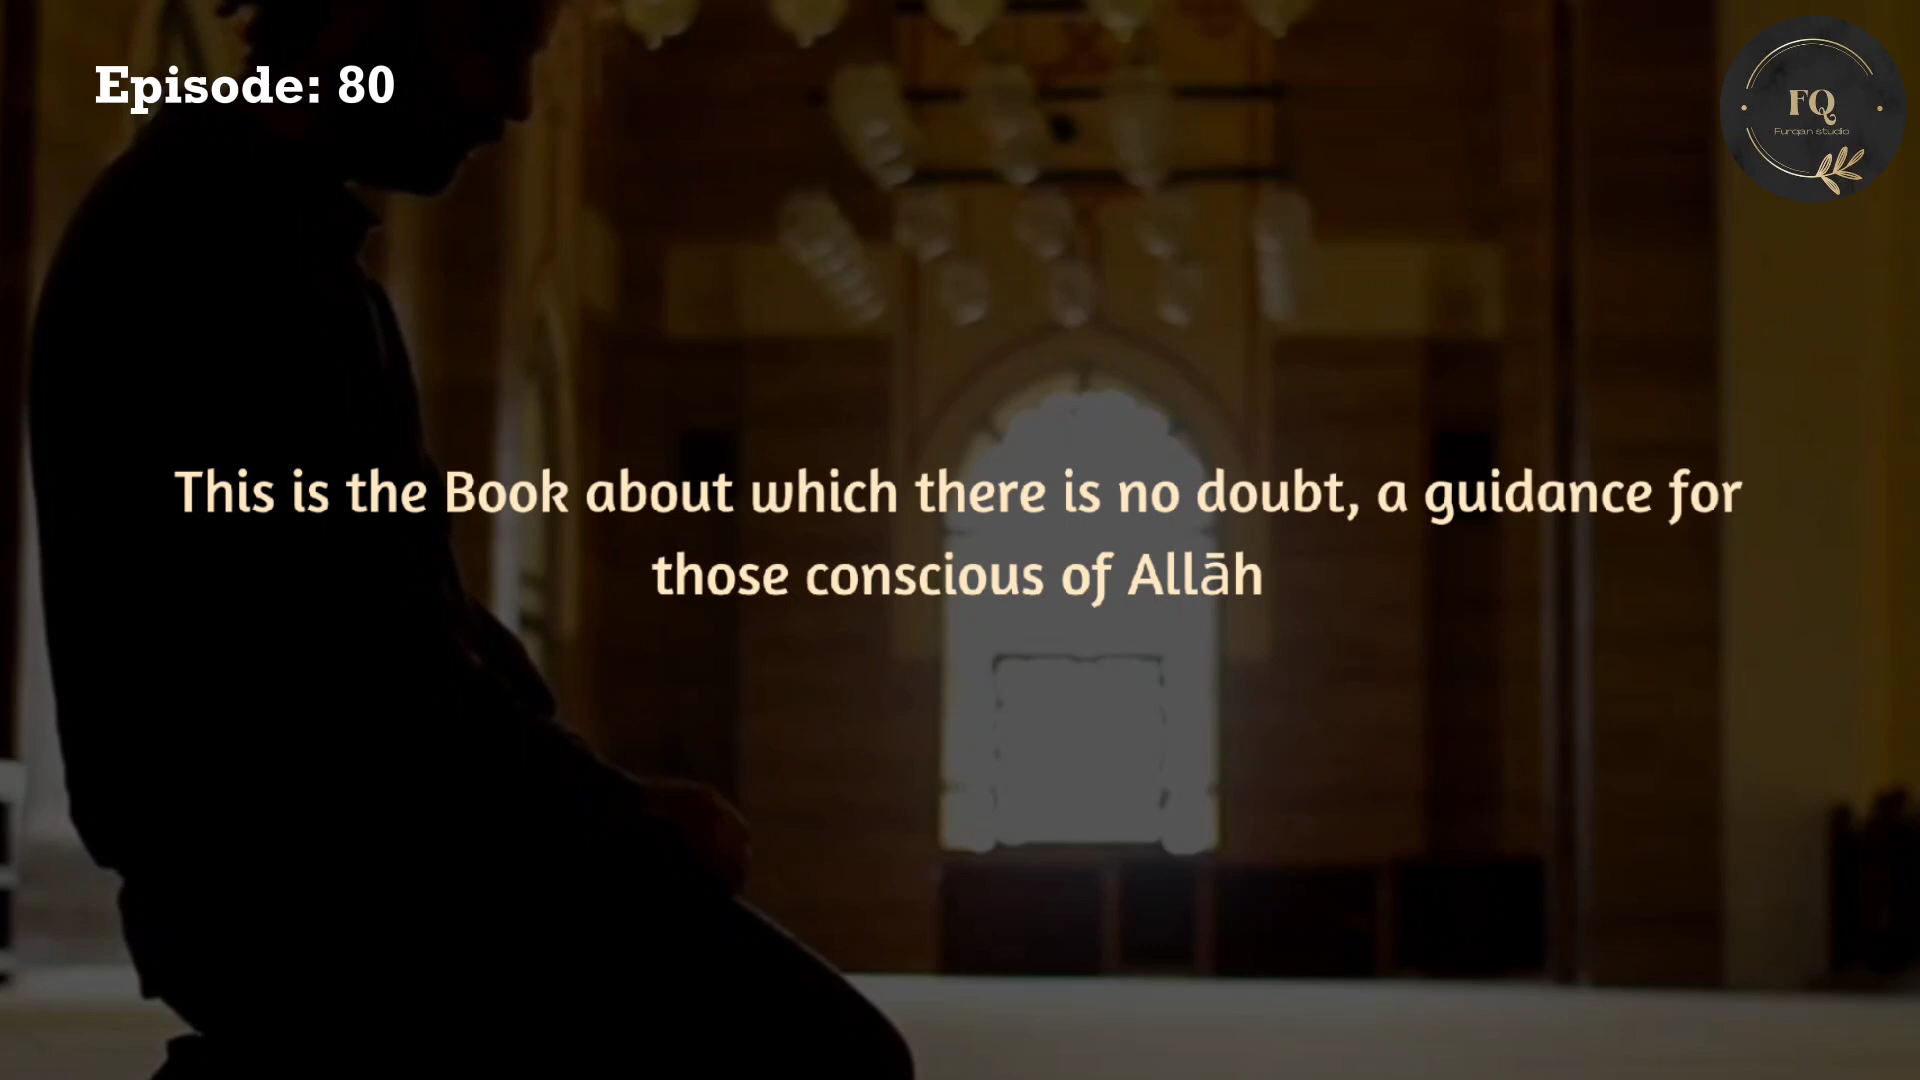 Episode: 80
FQ
Furqan studio
This is the Book about which there is no doubt, a guidance for
those conscious of Allāh